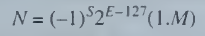 N = (-1)^S 2^{E-127}(1.M)